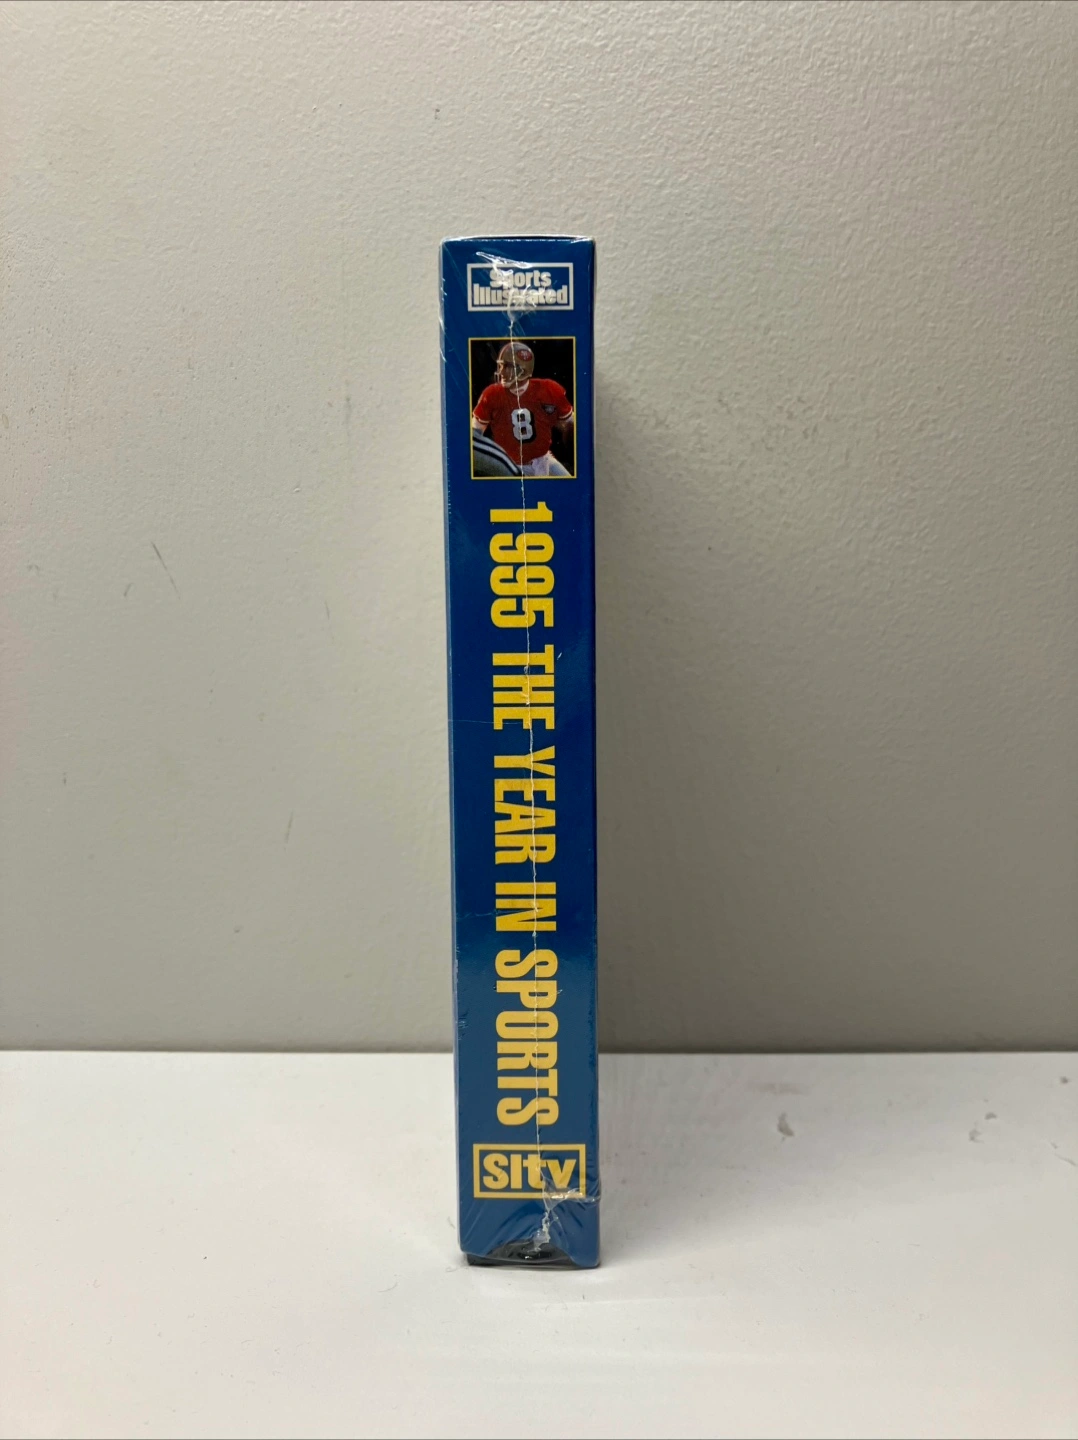 Sports
Illustrated
8
1995 THE YEAR IN SPORTS
SItv